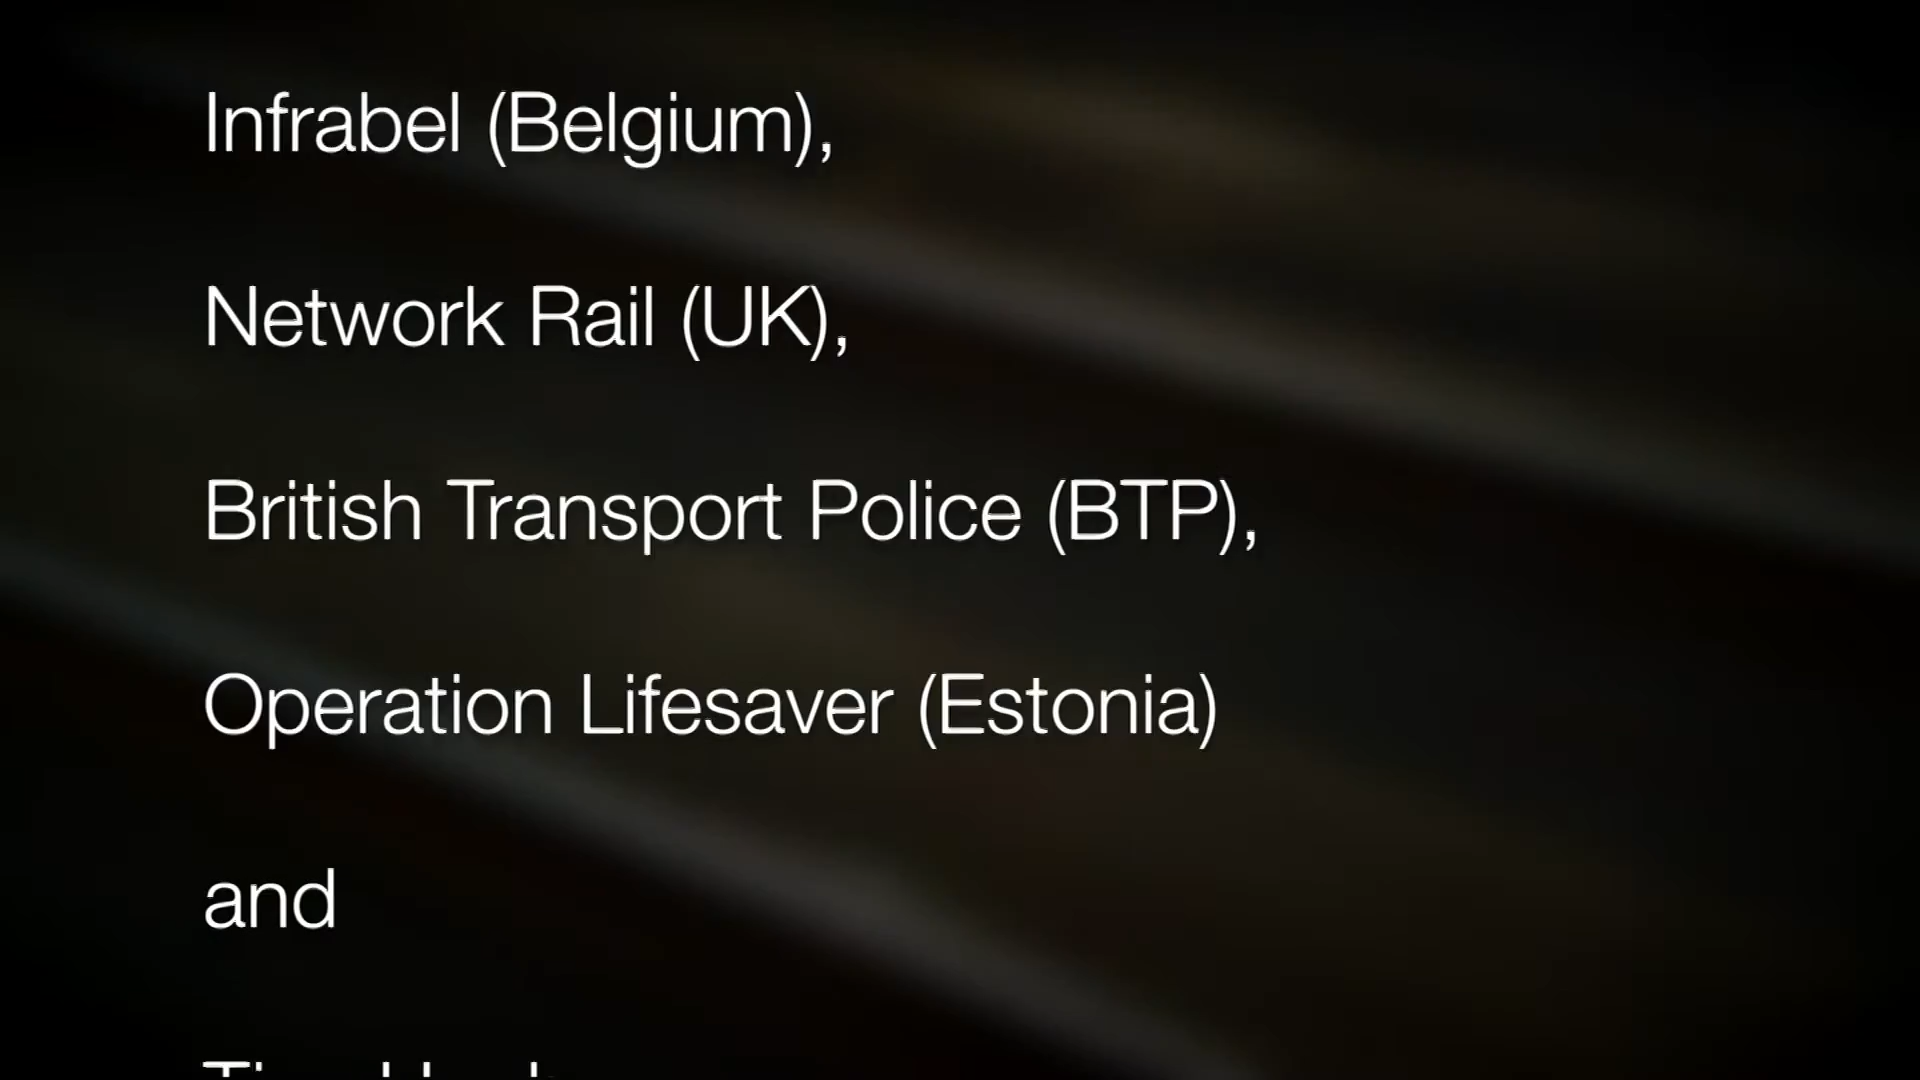 Infrabel (Belgium),
Network Rail (UK),
British Transport Police (BTP),
Operation Lifesaver (Estonia)
and